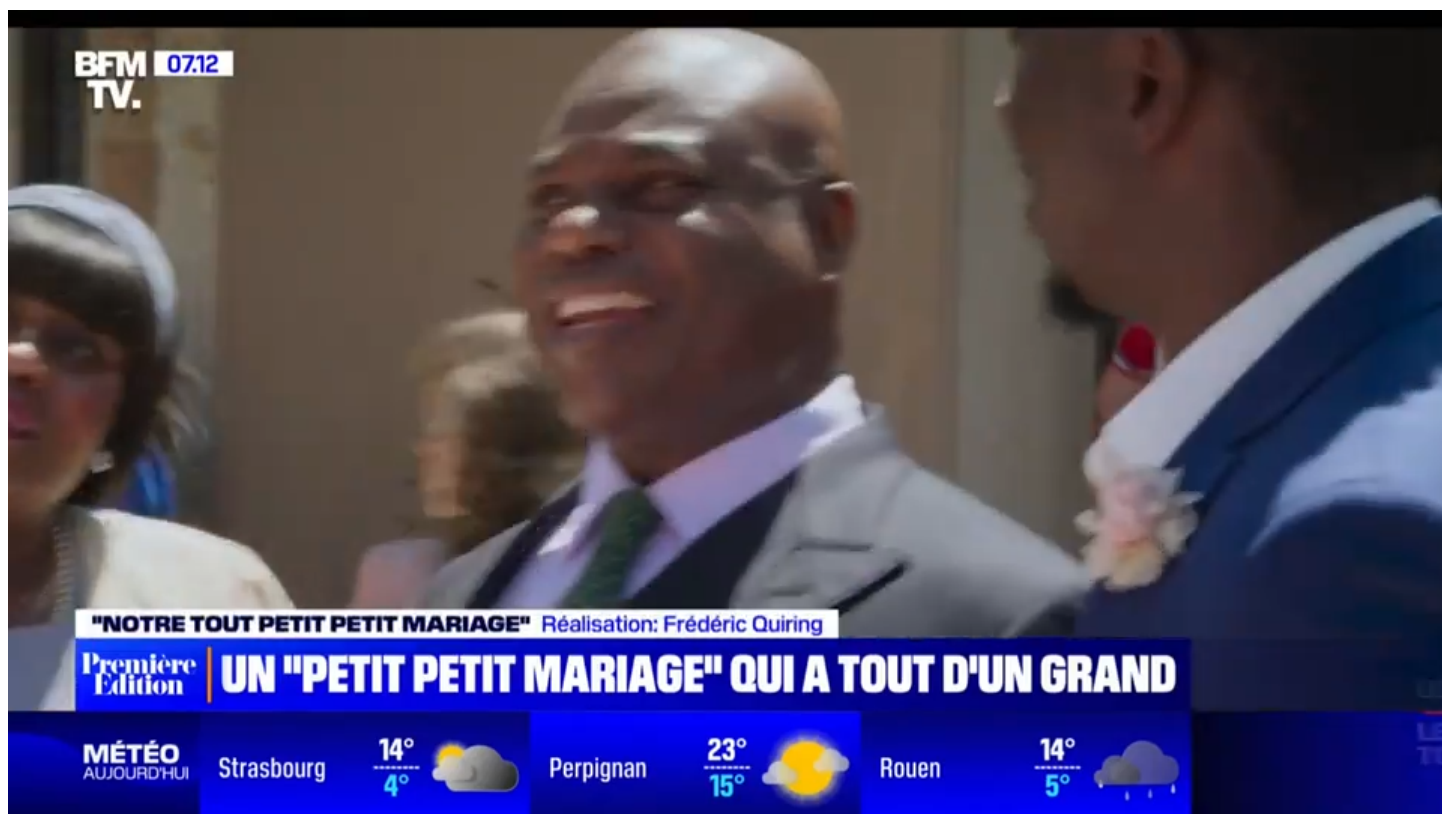 BFM 07.12
TV.
"NOTRE TOUT PETIT PETIT MARIAGE" Réalisation: Frédéric Quiring
Première
Édition
UN "PETIT PETIT MARIAGE" QUI A TOUT D'UN GRAND
MÉTÉO
AUJOURD'HUI
Strasbourg
14°
4°
Perpignan
23°
15°
Rouen
14°
5°